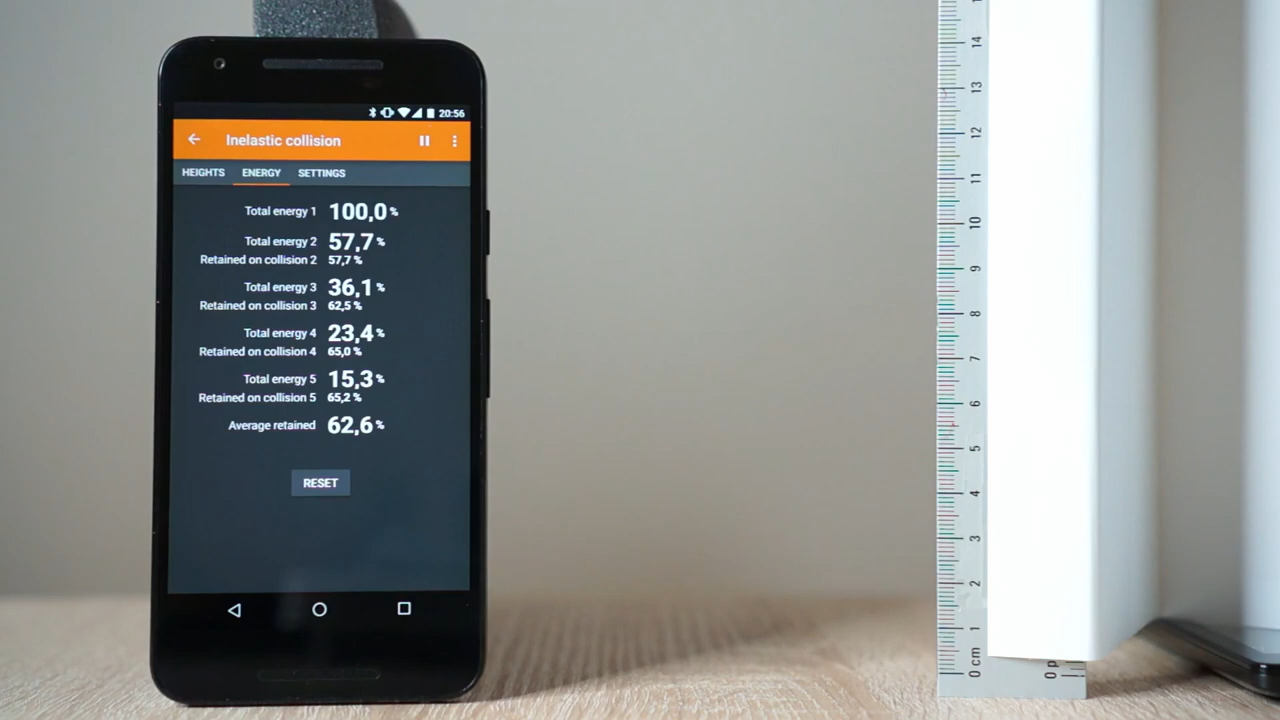 20:56
Inelastic collision
HEIGHTS ENERGY SETTINGS
Total energy 1 100,0 %
Total energy 2 57,7 %
Retained on collision 2 57,7 %
Total energy 3 36,1 %
Retained on collision 3 62,5 %
Total energy 4 23,4 %
Retained on collision 4 65,0 %
Total energy 5 15,3 %
Retained on collision 5 65,2 %
Average retained 62,6 %
RESET
14
13
12
11
10
9
8
7
6
5
4
3
2
1
0 cm
0 p